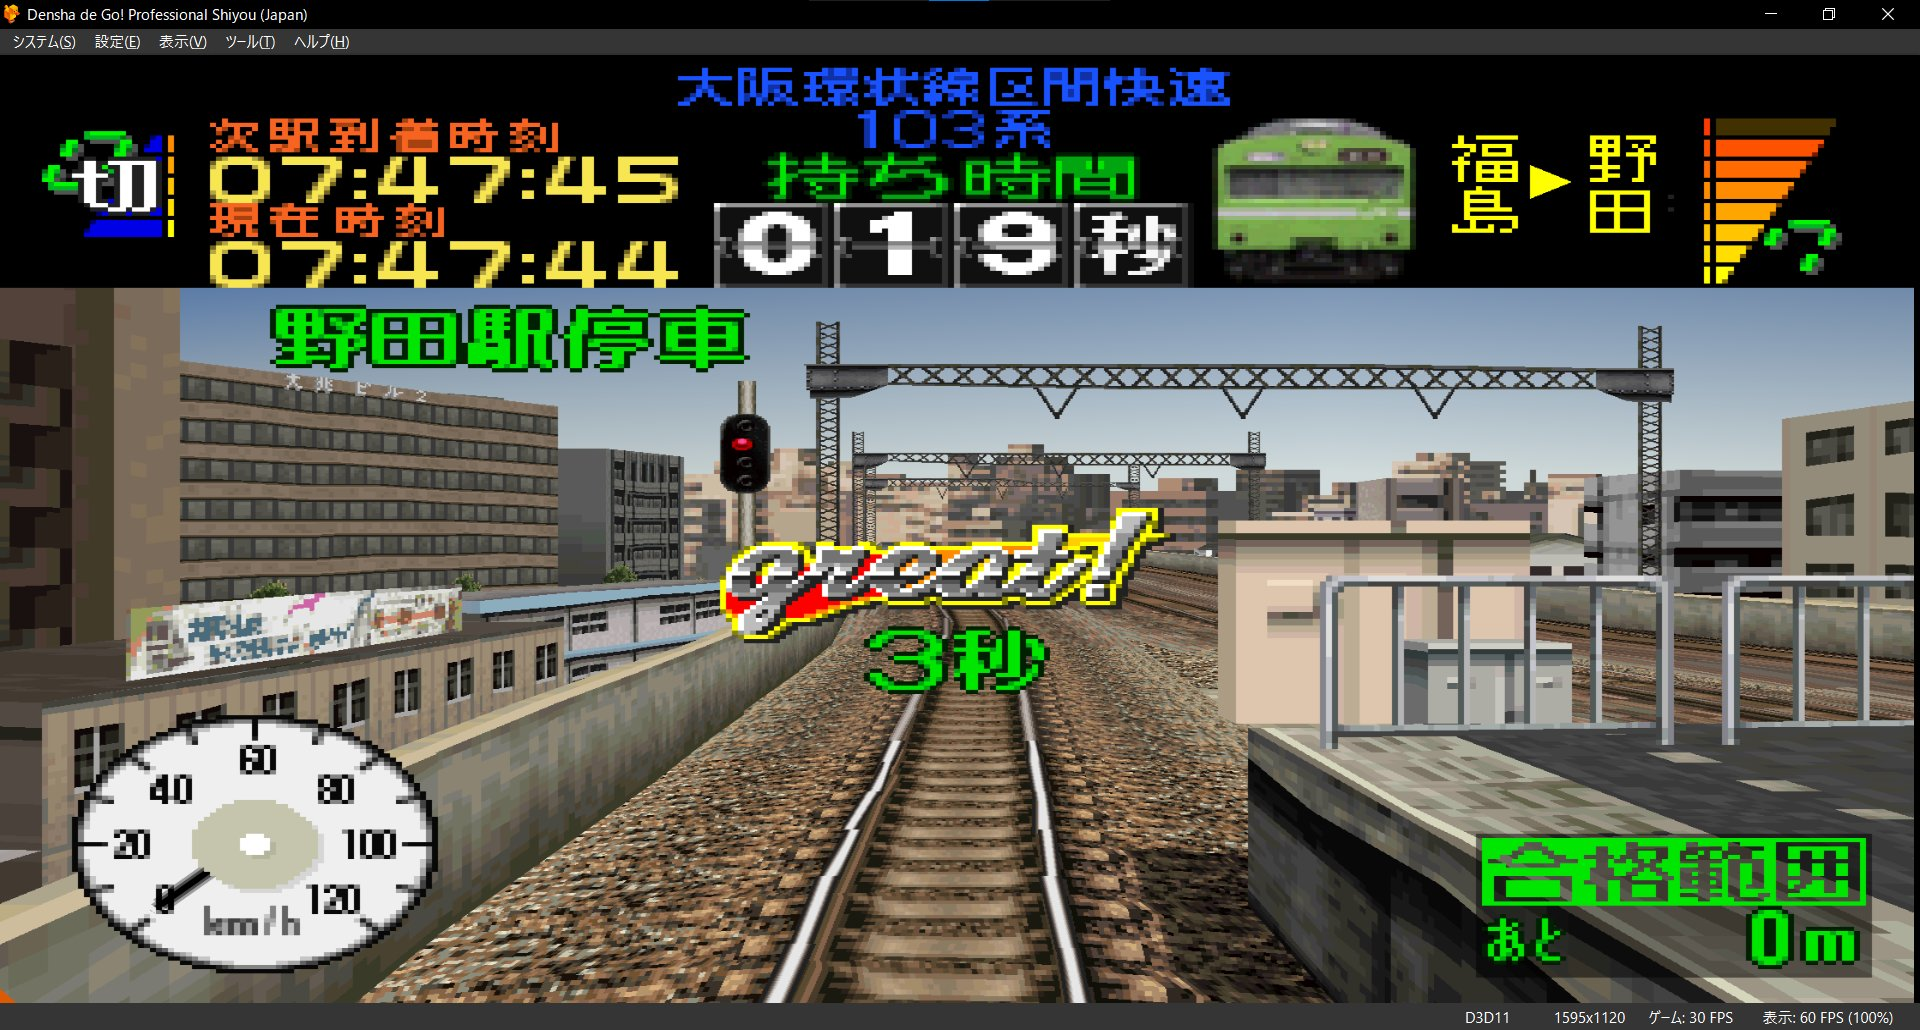 Densha de Go! Professional Shiyou (Japan)
システム(S) 設定(E) 表示(V) ツール(T) ヘルプ(H)
大阪環状線区間快速
103系
切
次駅到着時刻
07:47:45
現在時刻
07:47:44
持ち時間
019秒
福島▶野田
野田駅停車
great!
3秒
0 20 40 60 80 100 120
km/h
合格範囲
あと 0m
D3D11 1595x1120 ゲーム: 30 FPS 表示: 60 FPS (100%)